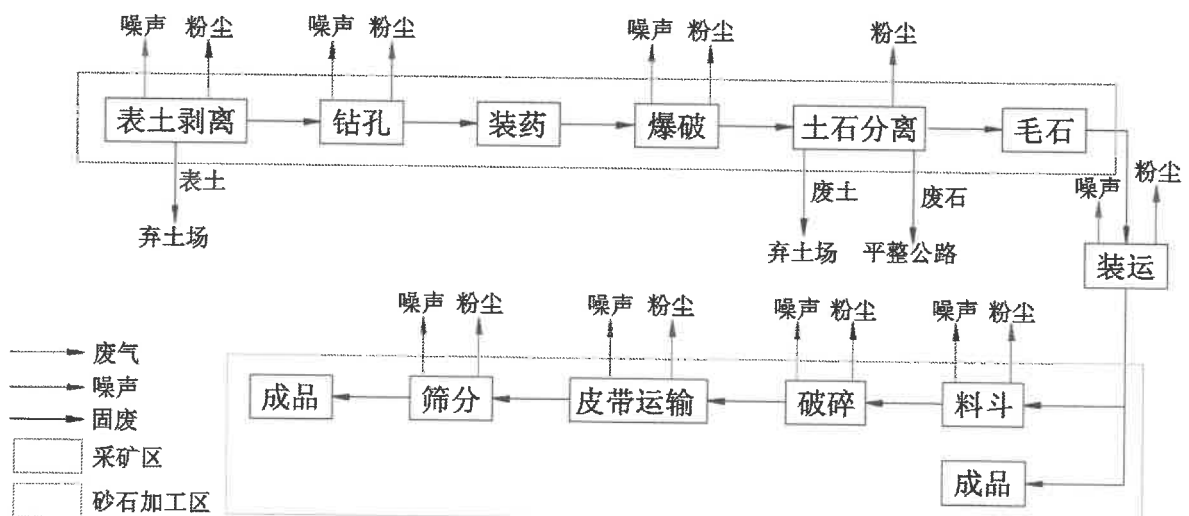 噪声 粉尘 噪声 粉尘 噪声 粉尘 粉尘
表土剥离 钻孔 装药 爆破 土石分离 毛石
表土 废土 废石 噪声 粉尘
弃土场 弃土场 平整公路 装运
噪声 粉尘 噪声 粉尘 噪声 粉尘 噪声 粉尘
成品 筛分 皮带运输 破碎 料斗
成品
废气
噪声
固废
采矿区
砂石加工区